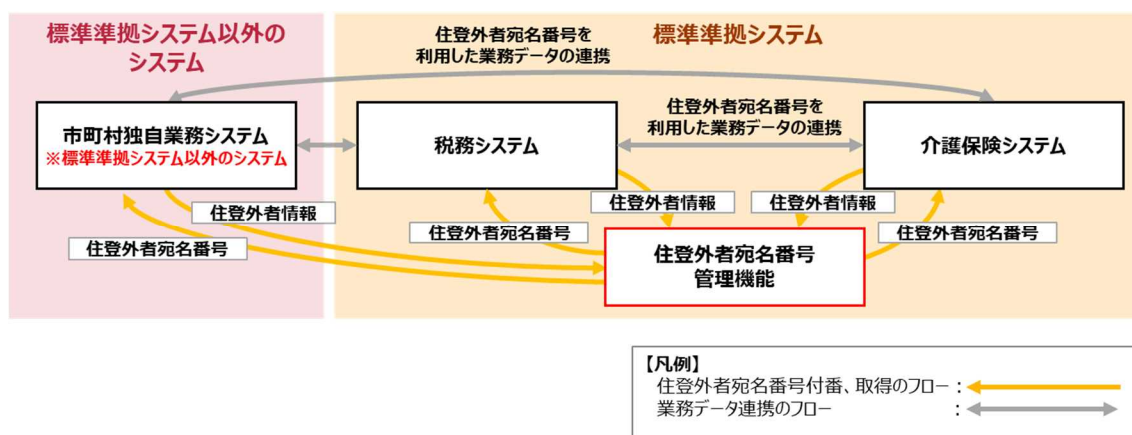 標準準拠システム以外の
システム
標準準拠システム
住登外者宛名番号を
利用した業務データの連携
市町村独自業務システム
※標準準拠システム以外のシステム
税務システム
住登外者宛名番号を
利用した業務データの連携
介護保険システム
住登外者情報
住登外者宛名番号
住登外者情報
住登外者宛名番号
住登外者情報
住登外者宛名番号
住登外者宛名番号
管理機能
【凡例】
住登外者宛名番号付番、取得のフロー：
業務データ連携のフロー ：